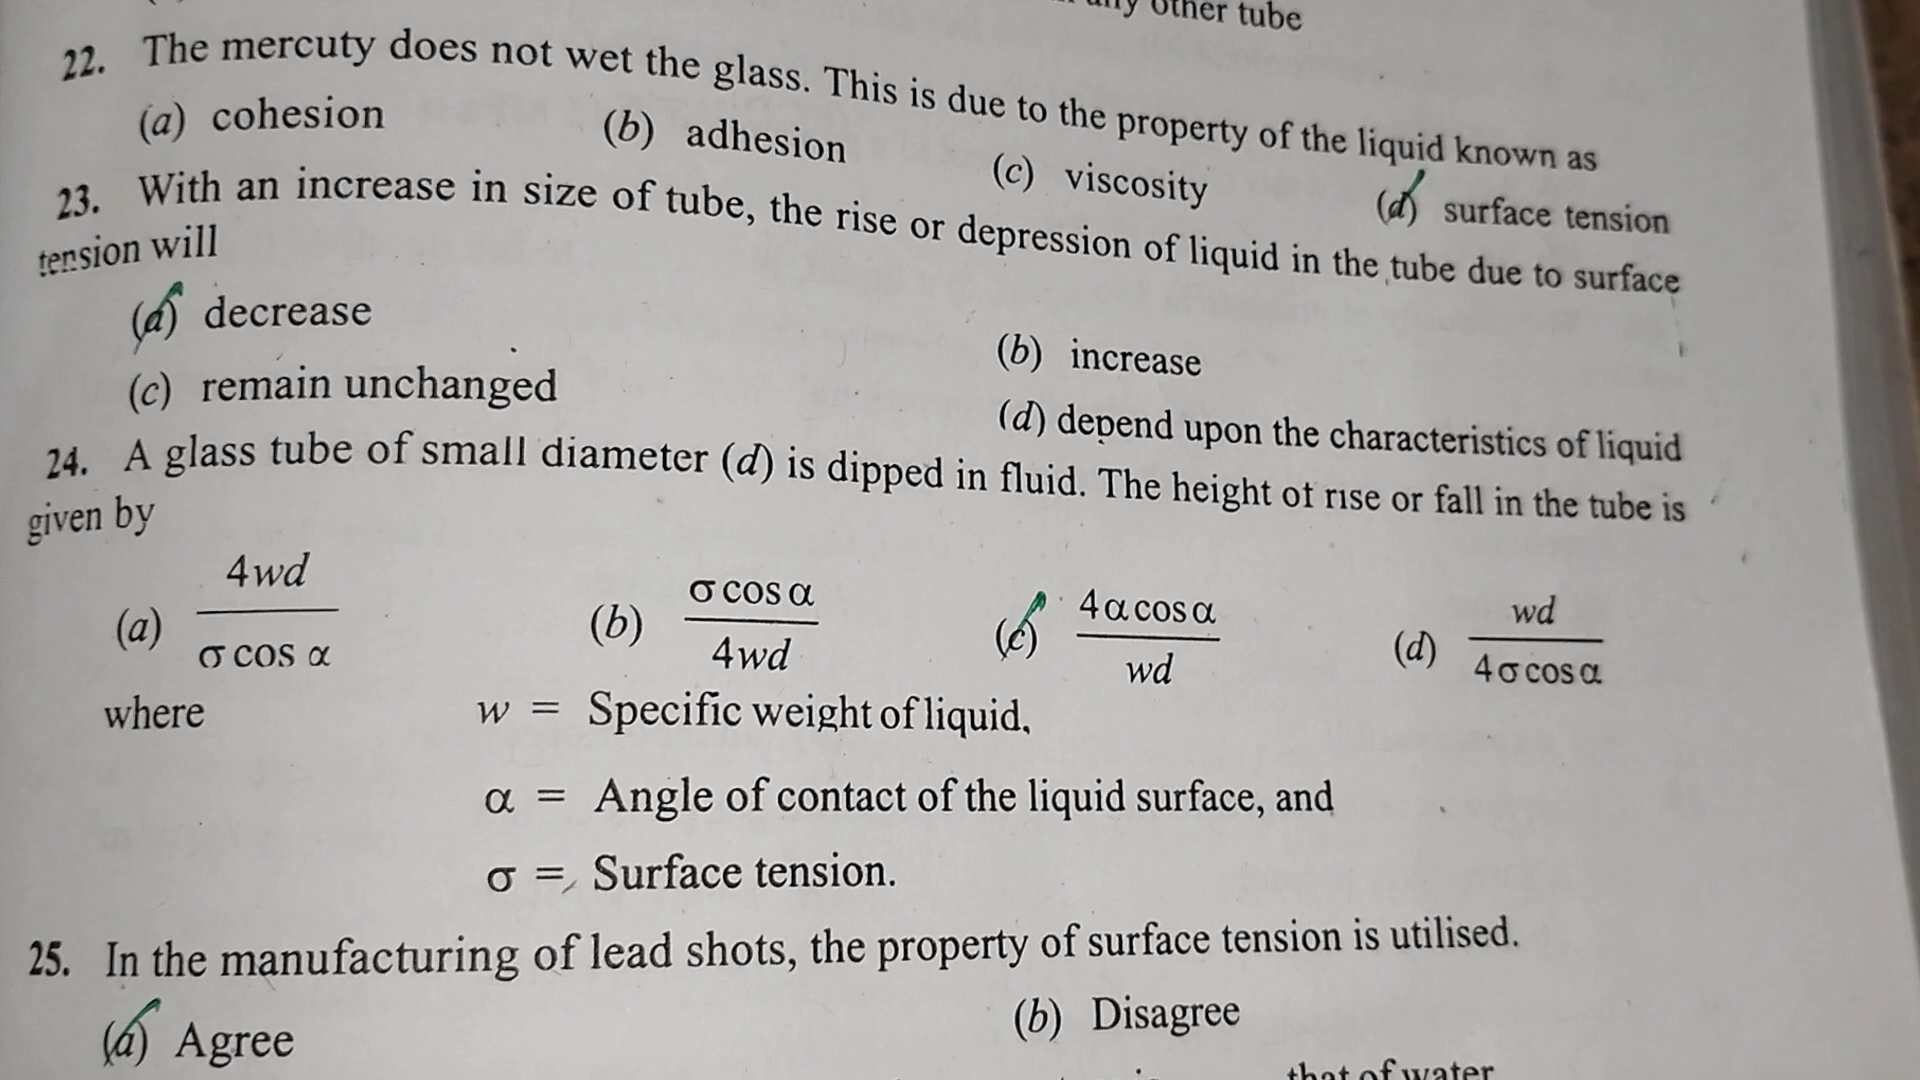 other tube
22. The mercuty does not wet the glass. This is due to the property of the liquid known as
(a) cohesion (b) adhesion (c) viscosity (d) surface tension
23. With an increase in size of tube, the rise or depression of liquid in the tube due to surface
tension will
(a) decrease (b) increase
(c) remain unchanged (d) depend upon the characteristics of liquid
24. A glass tube of small diameter (d) is dipped in fluid. The height of rise or fall in the tube is
given by
(a) 4wd / σ cos α (b) σ cos α / 4wd (c) 4 α cos α / wd (d) wd / 4 σ cos α
where w = Specific weight of liquid,
α = Angle of contact of the liquid surface, and
σ = Surface tension.
25. In the manufacturing of lead shots, the property of surface tension is utilised.
(a) Agree (b) Disagree
that of water